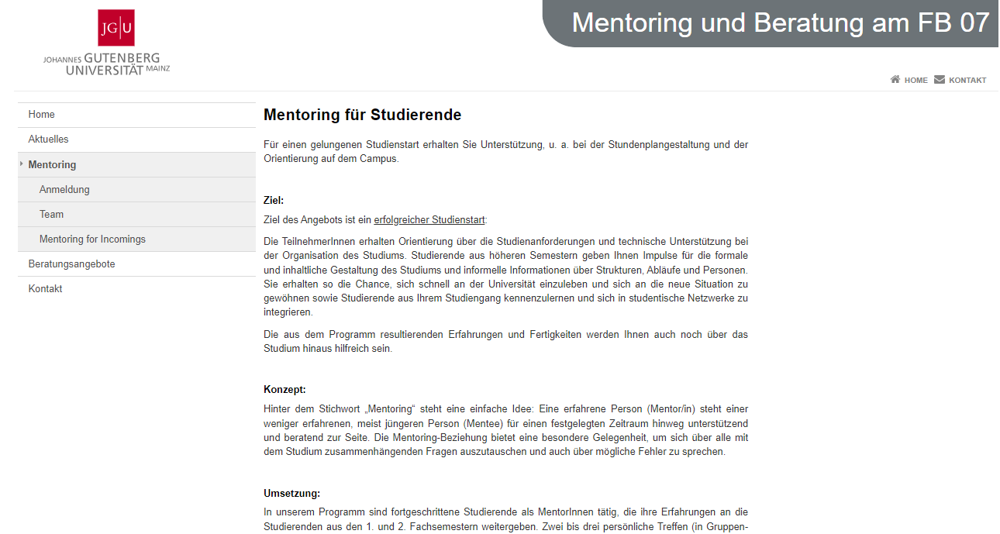 JG|U
JOHANNES GUTENBERG
UNIVERSITÄT MAINZ
Mentoring und Beratung am FB 07
HOME KONTAKT
Home
Aktuelles
Mentoring
Anmeldung
Team
Mentoring for Incomings
Beratungsangebote
Kontakt
Mentoring für Studierende
Für einen gelungenen Studienstart erhalten Sie Unterstützung, u. a. bei der Stundenplangestaltung und der
Orientierung auf dem Campus.
Ziel:
Ziel des Angebots ist ein erfolgreicher Studienstart:
Die TeilnehmerInnen erhalten Orientierung über die Studienanforderungen und technische Unterstützung bei
der Organisation des Studiums. Studierende aus höheren Semestern geben Ihnen Impulse für die formale
und inhaltliche Gestaltung des Studiums und informelle Informationen über Strukturen, Abläufe und Personen.
Sie erhalten so die Chance, sich schnell an der Universität einzuleben und sich an die neue Situation zu
gewöhnen sowie Studierende aus Ihrem Studiengang kennenzulernen und sich in studentische Netzwerke zu
integrieren.
Die aus dem Programm resultierenden Erfahrungen und Fertigkeiten werden Ihnen auch noch über das
Studium hinaus hilfreich sein.
Konzept:
Hinter dem Stichwort „Mentoring“ steht eine einfache Idee: Eine erfahrene Person (Mentor/in) steht einer
weniger erfahrenen, meist jüngeren Person (Mentee) für einen festgelegten Zeitraum hinweg unterstützend
und beratend zur Seite. Die Mentoring-Beziehung bietet eine besondere Gelegenheit, um sich über alle mit
dem Studium zusammenhängenden Fragen auszutauschen und auch über mögliche Fehler zu sprechen.
Umsetzung:
In unserem Programm sind fortgeschrittene Studierende als MentorInnen tätig, die ihre Erfahrungen an die
Studierenden aus den 1. und 2. Fachsemestern weitergeben. Zwei bis drei persönliche Treffen (in Gruppen-